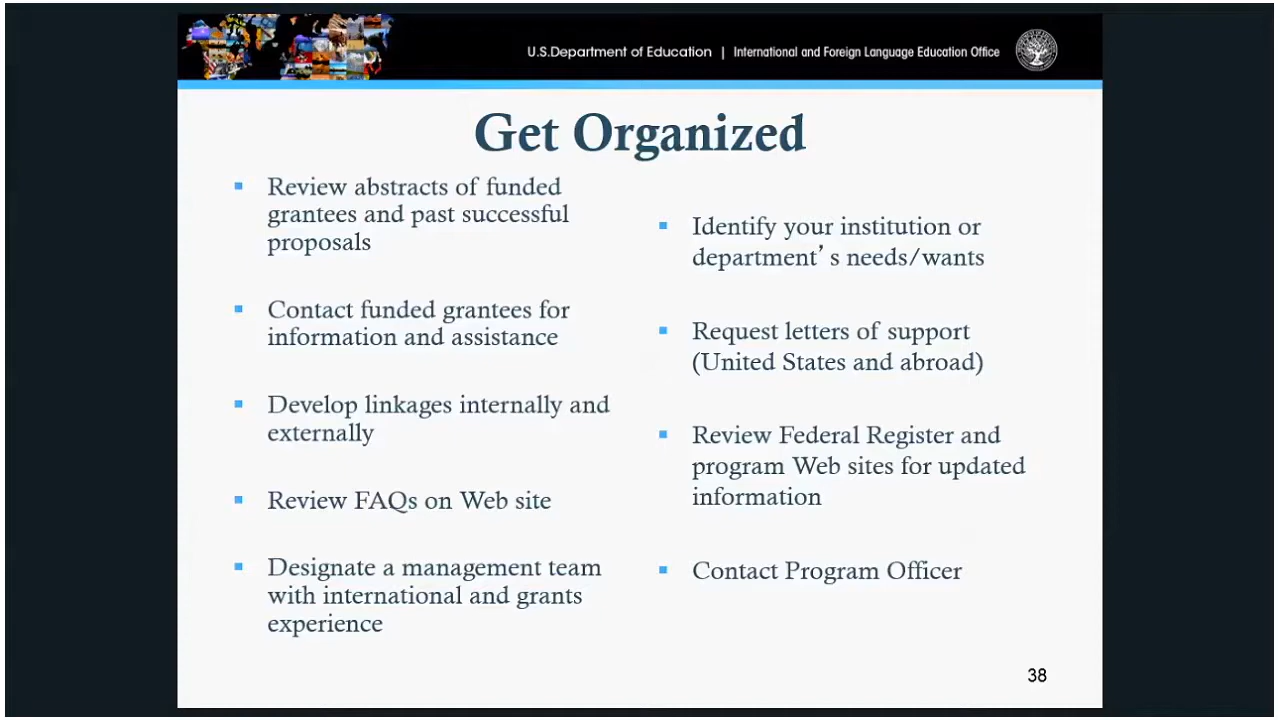 U.S.Department of Education | International and Foreign Language Education Office
Get Organized
Review abstracts of funded
grantees and past successful
proposals
Contact funded grantees for
information and assistance
Develop linkages internally and
externally
Review FAQs on Web site
Designate a management team
with international and grants
experience
Identify your institution or
department’s needs/wants
Request letters of support
(United States and abroad)
Review Federal Register and
program Web sites for updated
information
Contact Program Officer
38